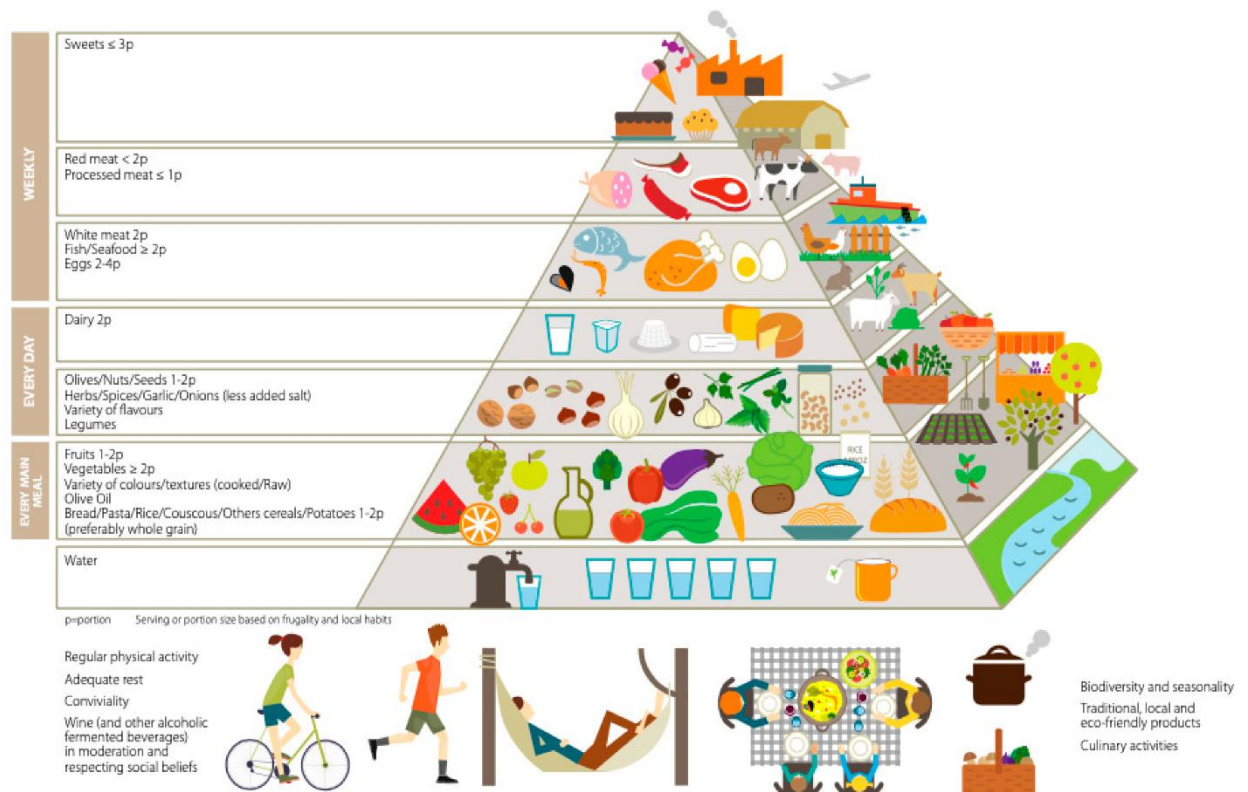 WEEKLY
Sweets ≤ 3p
Red meat < 2p
Processed meat ≤ 1p
White meat 2p
Fish/Seafood ≥ 2p
Eggs 2-4p
EVERY DAY
Dairy 2p
Olives/Nuts/Seeds 1-2p
Herbs/Spices/Garlic/Onions (less added salt)
Variety of flavours
Legumes
EVERY MAIN
MEAL
Fruits 1-2p
Vegetables ≥ 2p
Variety of colours/textures (cooked/Raw)
Olive Oil
Bread/Pasta/Rice/Couscous/Others cereals/Potatoes 1-2p
(preferably whole grain)
RICE
Water
p=portion Serving or portion size based on frugality and local habits
Regular physical activity
Adequate rest
Conviviality
Wine (and other alcoholic
fermented beverages)
in moderation and
respecting social beliefs
Biodiversity and seasonality
Traditional, local and
eco-friendly products
Culinary activities